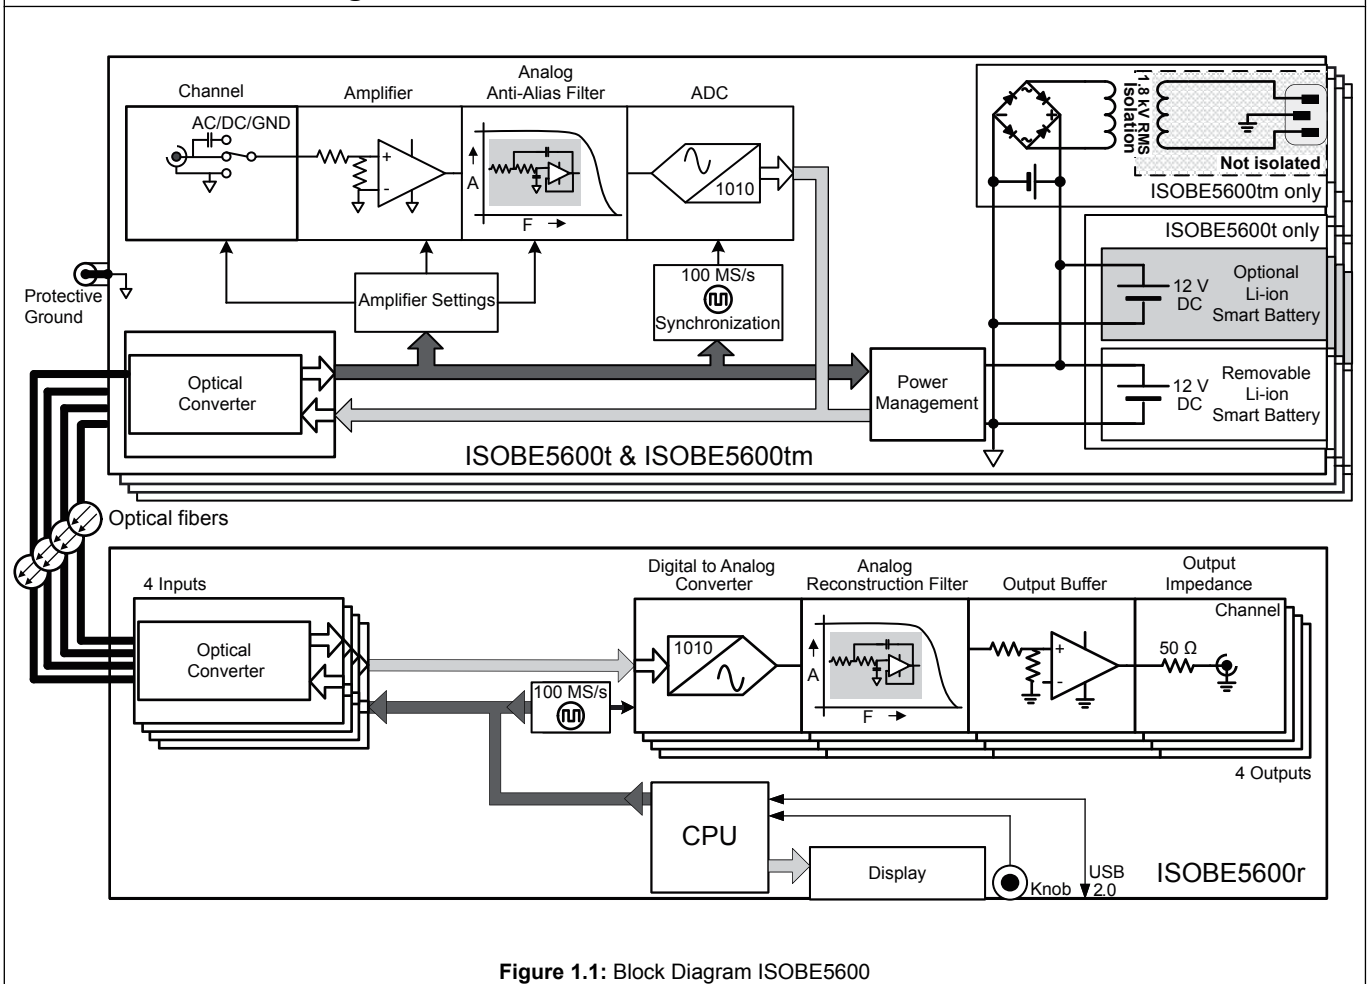 Analog
Channel
Amplifier
Anti-Alias Filter
ADC
AC/DC/GND
+
-
A
F
1010
1.8 kV RMS
Isolation
Not isolated
ISOBE5600tm only
ISOBE5600t only
Optional
Li-ion
Smart Battery
12 V
DC
Protective
Ground
Amplifier Settings
100 MS/s
Synchronization
Optical
Converter
Power
Management
Removable
Li-ion
Smart Battery
12 V
DC
ISOBE5600t & ISOBE5600tm
Optical fibers
4 Inputs
Optical
Converter
Digital to Analog
Converter
Analog
Reconstruction Filter
Output Buffer
Output
Impedance
Channel
1010
A
F
+
-
50 Ω
100 MS/s
4 Outputs
CPU
Display
Knob
USB
2.0
ISOBE5600r
Figure 1.1: Block Diagram ISOBE5600